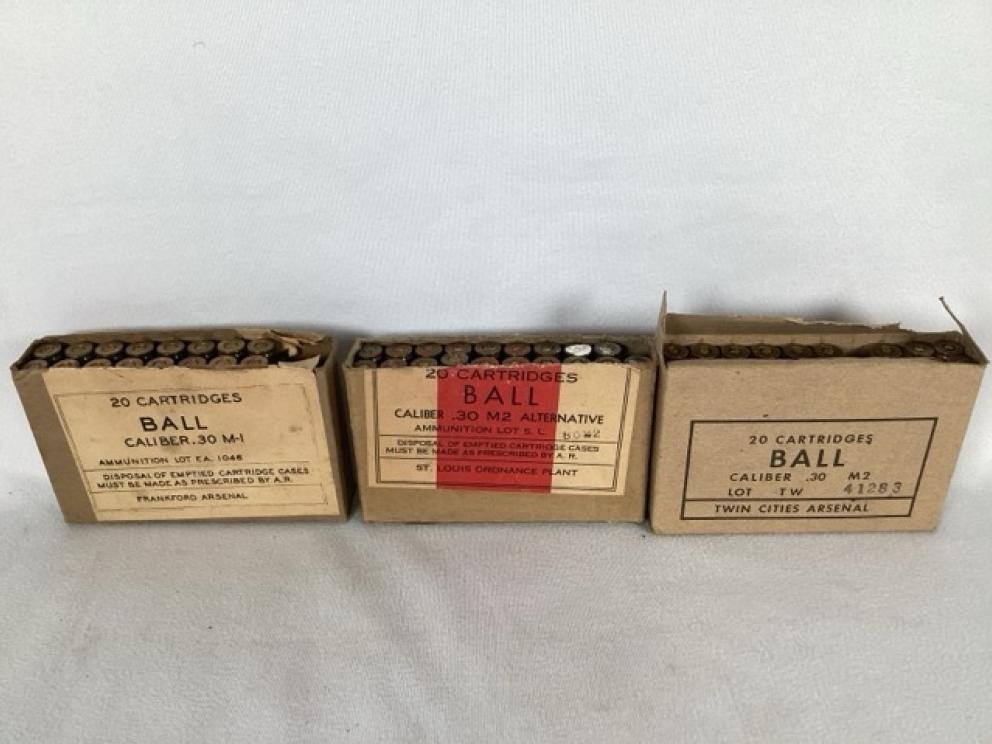 20 CARTRIDGES
BALL
CALIBER .30 M-1
AMMUNITION LOT F.A. 1046
DISPOSAL OF EMPTIED CARTRIDGE CASES
MUST BE MADE AS PRESCRIBED BY A.R.
FRANKFORD ARSENAL
20 CARTRIDGES
BALL
CALIBER .30 M2 ALTERNATIVE
AMMUNITION LOT S. L.
DISPOSAL OF EMPTIED CARTRIDGE CASES
MUST BE MADE AS PRESCRIBED BY A.R.
ST. LOUIS ORDNANCE PLANT
20 CARTRIDGES
BALL
CALIBER .30 M2
LOT TW 41283
TWIN CITIES ARSENAL